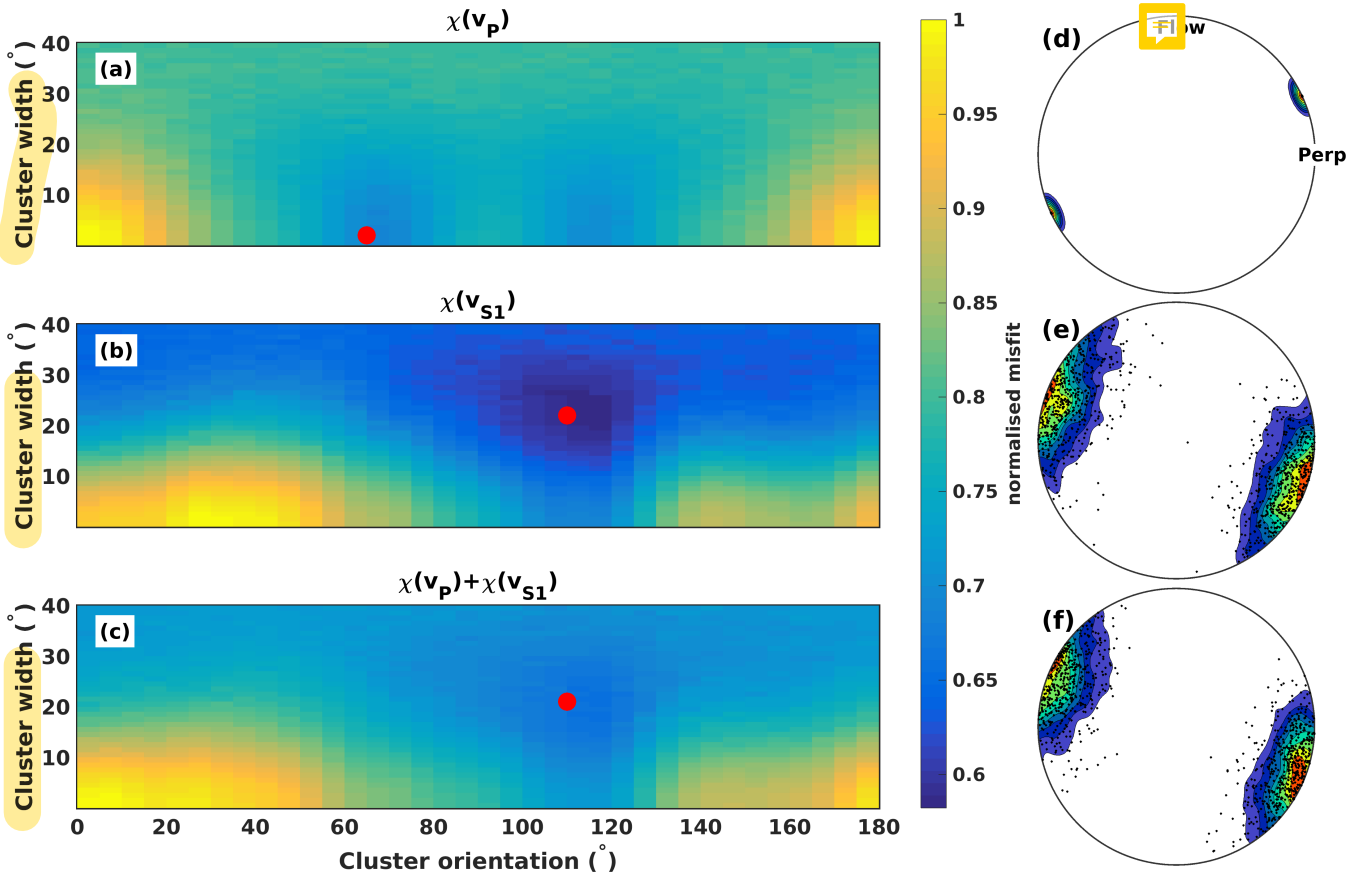 χ(vP)
(a)
Cluster width (°)
40
30
20
10
χ(vS1)
(b)
Cluster width (°)
40
30
20
10
χ(vP)+χ(vS1)
(c)
Cluster width (°)
40
30
20
10
0 20 40 60 80 100 120 140 160 180
Cluster orientation (°)
1
0.95
0.9
0.85
0.8
0.75
0.7
0.65
0.6
normalised misfit
(d)
Flow
Perp
(e)
(f)